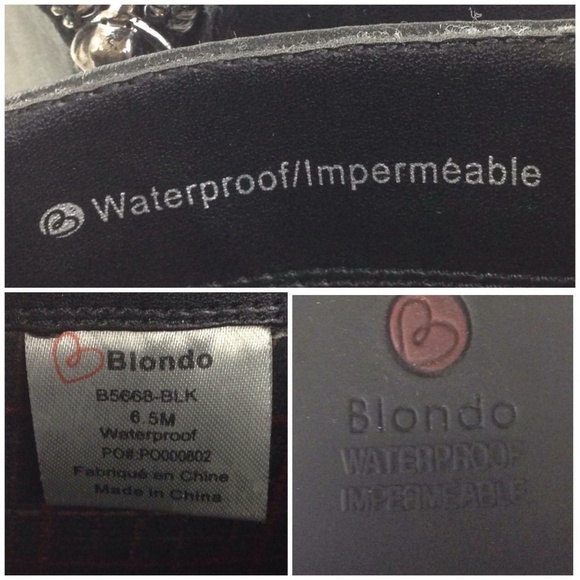 Waterproof/Imperméable
Blondo
B5668-BLK
6.5M
Waterproof
PO#:PO000802
Fabriqué en Chine
Made in China
Blondo
WATERPROOF
IMPERMÉABLE